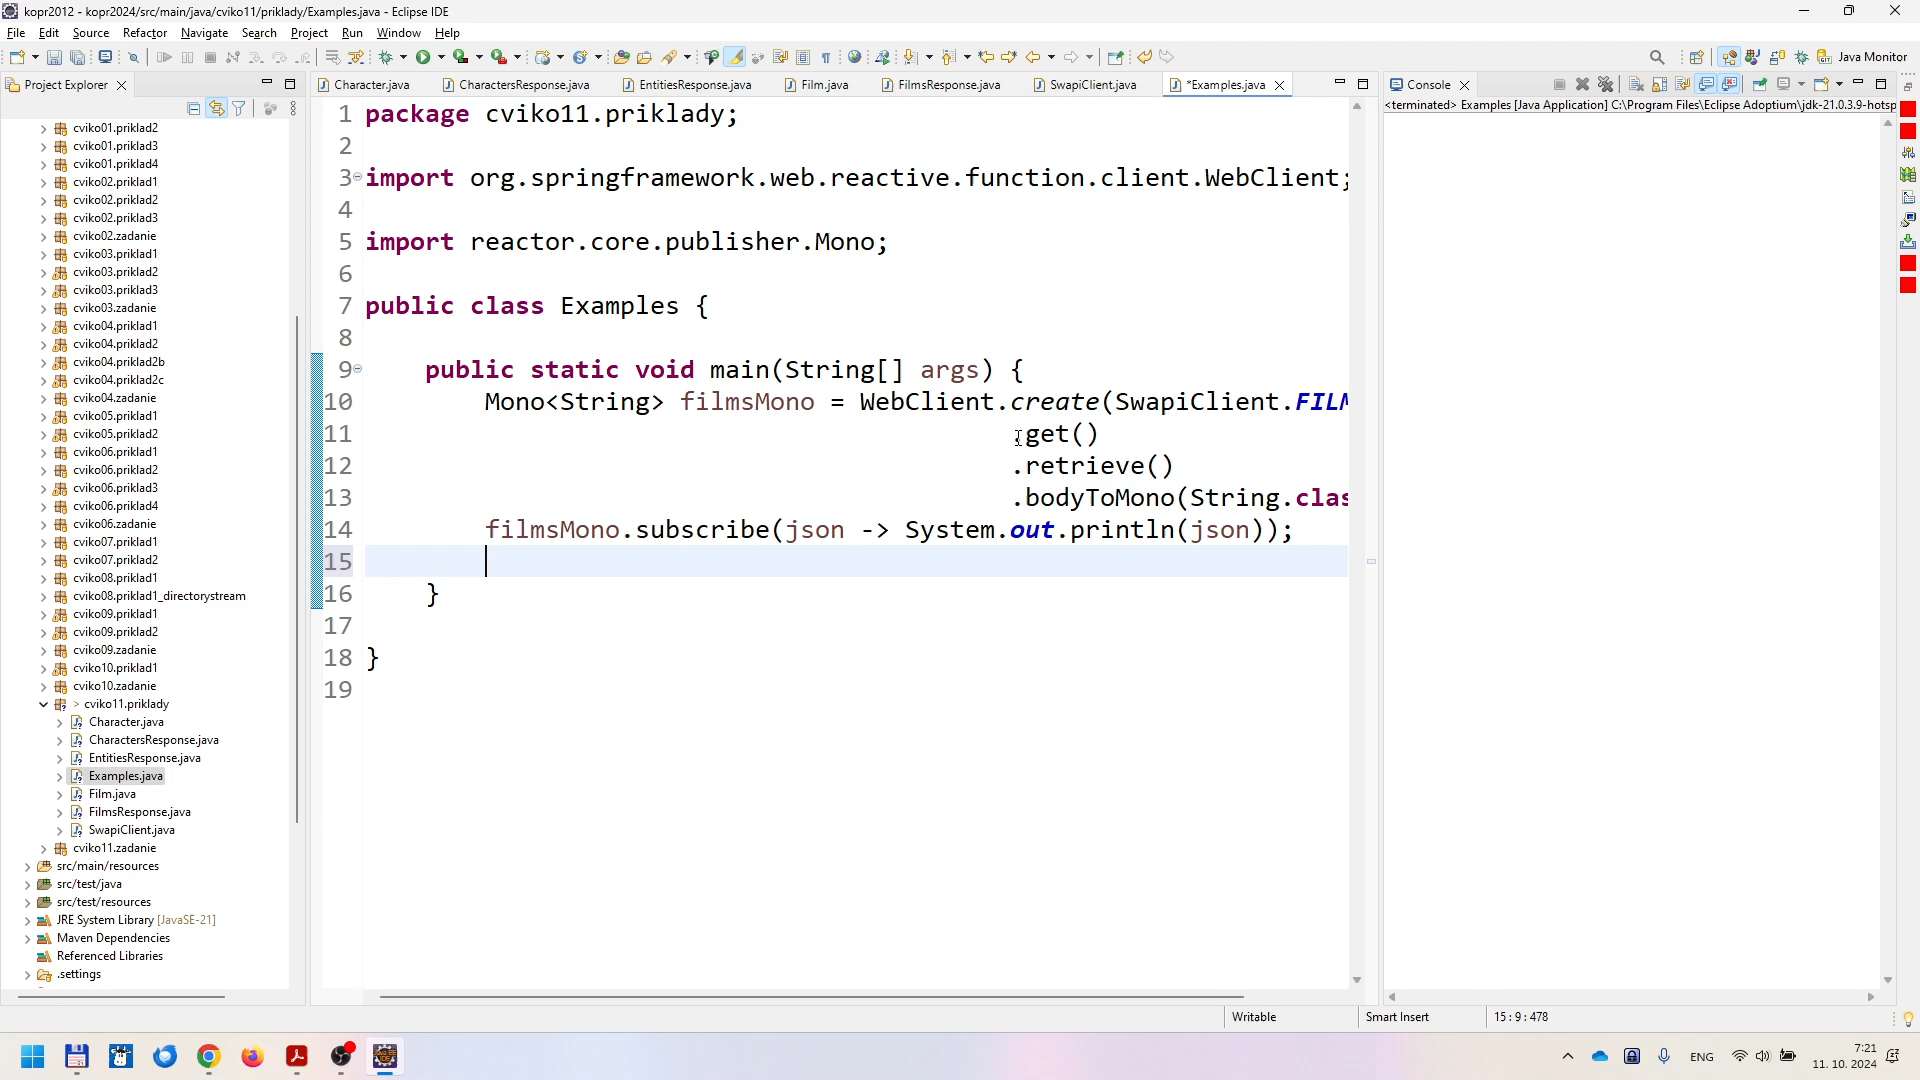 kopr2012 - kopr2024/src/main/java/cviko11/priklady/Examples.java - Eclipse IDE
File Edit Source Refactor Navigate Search Project Run Window Help
Java Monitor
Project Explorer
cviko01.priklad2
cviko01.priklad3
cviko01.priklad4
cviko02.priklad1
cviko02.priklad2
cviko02.priklad3
cviko02.zadanie
cviko03.priklad1
cviko03.priklad2
cviko03.priklad3
cviko03.zadanie
cviko04.priklad1
cviko04.priklad2
cviko04.priklad2b
cviko04.priklad2c
cviko04.zadanie
cviko05.priklad1
cviko05.priklad2
cviko06.priklad1
cviko06.priklad2
cviko06.priklad3
cviko06.priklad4
cviko06.zadanie
cviko07.priklad1
cviko07.priklad2
cviko08.priklad1
cviko08.priklad1_directorystream
cviko09.priklad1
cviko09.priklad2
cviko09.zadanie
cviko10.priklad1
cviko10.zadanie
> cviko11.priklady
Character.java
CharactersResponse.java
EntitiesResponse.java
Examples.java
Film.java
FilmsResponse.java
SwapiClient.java
cviko11.zadanie
src/main/resources
src/test/java
src/test/resources
JRE System Library [JavaSE-21]
Maven Dependencies
Referenced Libraries
.settings
Character.java CharactersResponse.java EntitiesResponse.java Film.java FilmsResponse.java SwapiClient.java *Examples.java
1 package cviko11.priklady;
2
3 import org.springframework.web.reactive.function.client.WebClient;
4
5 import reactor.core.publisher.Mono;
6
7 public class Examples {
8
9 public static void main(String[] args) {
10 Mono<String> filmsMono = WebClient.create(SwapiClient.FILM
11 .get()
12 .retrieve()
13 .bodyToMono(String.clas
14 filmsMono.subscribe(json -> System.out.println(json));
15
16 }
17
18 }
19
Console
<terminated> Examples [Java Application] C:\Program Files\Eclipse Adoptium\jdk-21.0.3.9-hotsp
Writable Smart Insert 15 : 9 : 478
ENG
7:21
11. 10. 2024